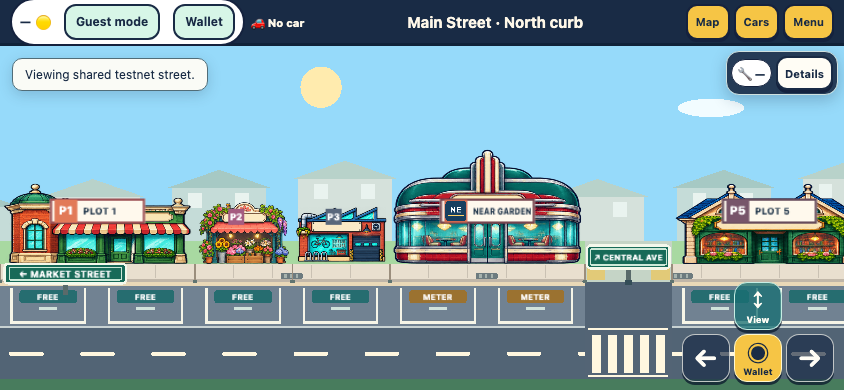 —
Guest mode
Wallet
No car
Main Street · North curb
Map
Cars
Menu
Viewing shared testnet street.
—
Details
P1 PLOT 1
P2
P3
NE NEAR GARDEN
P5 PLOT 5
← MARKET STREET
↗ CENTRAL AVE
FREE
FREE
FREE
FREE
METER
METER
FREE
FREE
View
Wallet